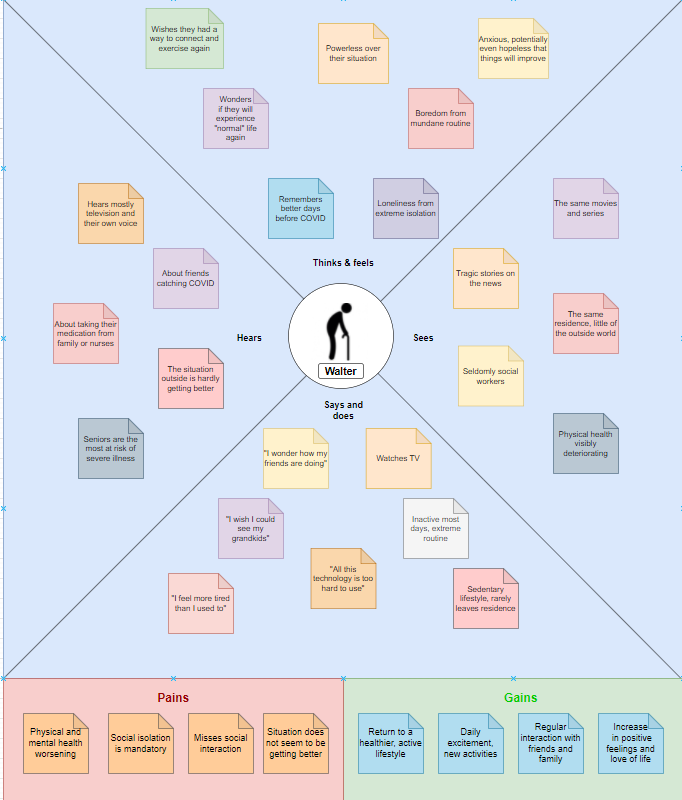 Wishes they had a
way to connect and
exercise again
Powerless over
their situation
Anxious, potentially
even hopeless that
things will improve
Wonders
if they will
experience
"normal" life
again
Boredom from
mundane routine
Remembers
better days
before COVID
Loneliness from
extreme isolation
Thinks & feels
Hears mostly
television and
their own voice
About friends
catching COVID
About taking their
medication from
family or nurses
The situation
outside is hardly
getting better
Seniors are the
most at risk of
severe illness
Hears
Walter
Sees
The same movies
and series
Tragic stories on
the news
The same
residence, little of
the outside world
Seldomly social
workers
Physical health
visibly
deteriorating
Says and
does
"I wonder how my
friends are doing"
Watches TV
"I wish I could
see my
grandkids"
Inactive most
days, extreme
routine
"All this
technology is too
hard to use"
"I feel more tired
than I used to"
Sedentary
lifestyle, rarely
leaves residence
Pains
Physical and
mental health
worsening
Social isolation
is mandatory
Misses social
interaction
Situation does
not seem to be
getting better
Gains
Return to a
healthier, active
lifestyle
Daily
excitement,
new activities
Regular
interaction with
friends and
family
Increase
in positive
feelings and
love of life